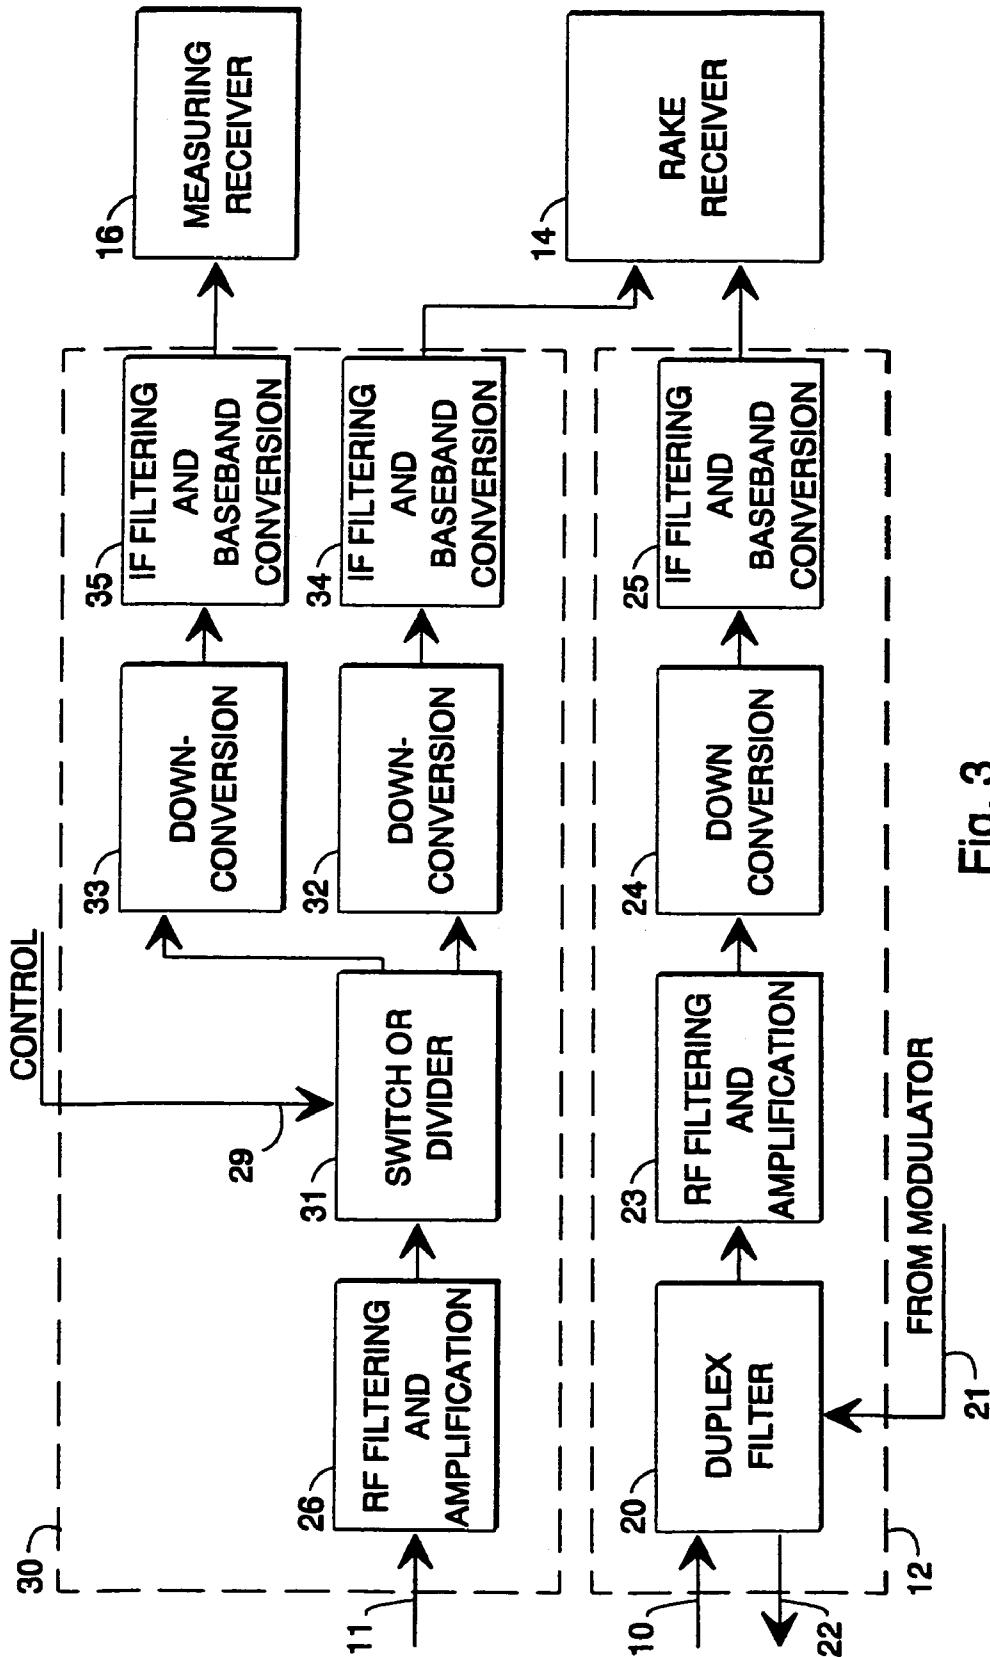 CONTROL
30
33
DOWN-
CONVERSION
35
IF FILTERING
AND
BASEBAND
CONVERSION
16
MEASURING
RECEIVER
29
11
26
RF FILTERING
AND
AMPLIFICATION
31
SWITCH OR
DIVIDER
32
DOWN-
CONVERSION
34
IF FILTERING
AND
BASEBAND
CONVERSION
14
RAKE
RECEIVER
10
22
20
DUPLEX
FILTER
23
RF FILTERING
AND
AMPLIFICATION
24
DOWN
CONVERSION
25
IF FILTERING
AND
BASEBAND
CONVERSION
12
21
FROM MODULATOR
Fig. 3